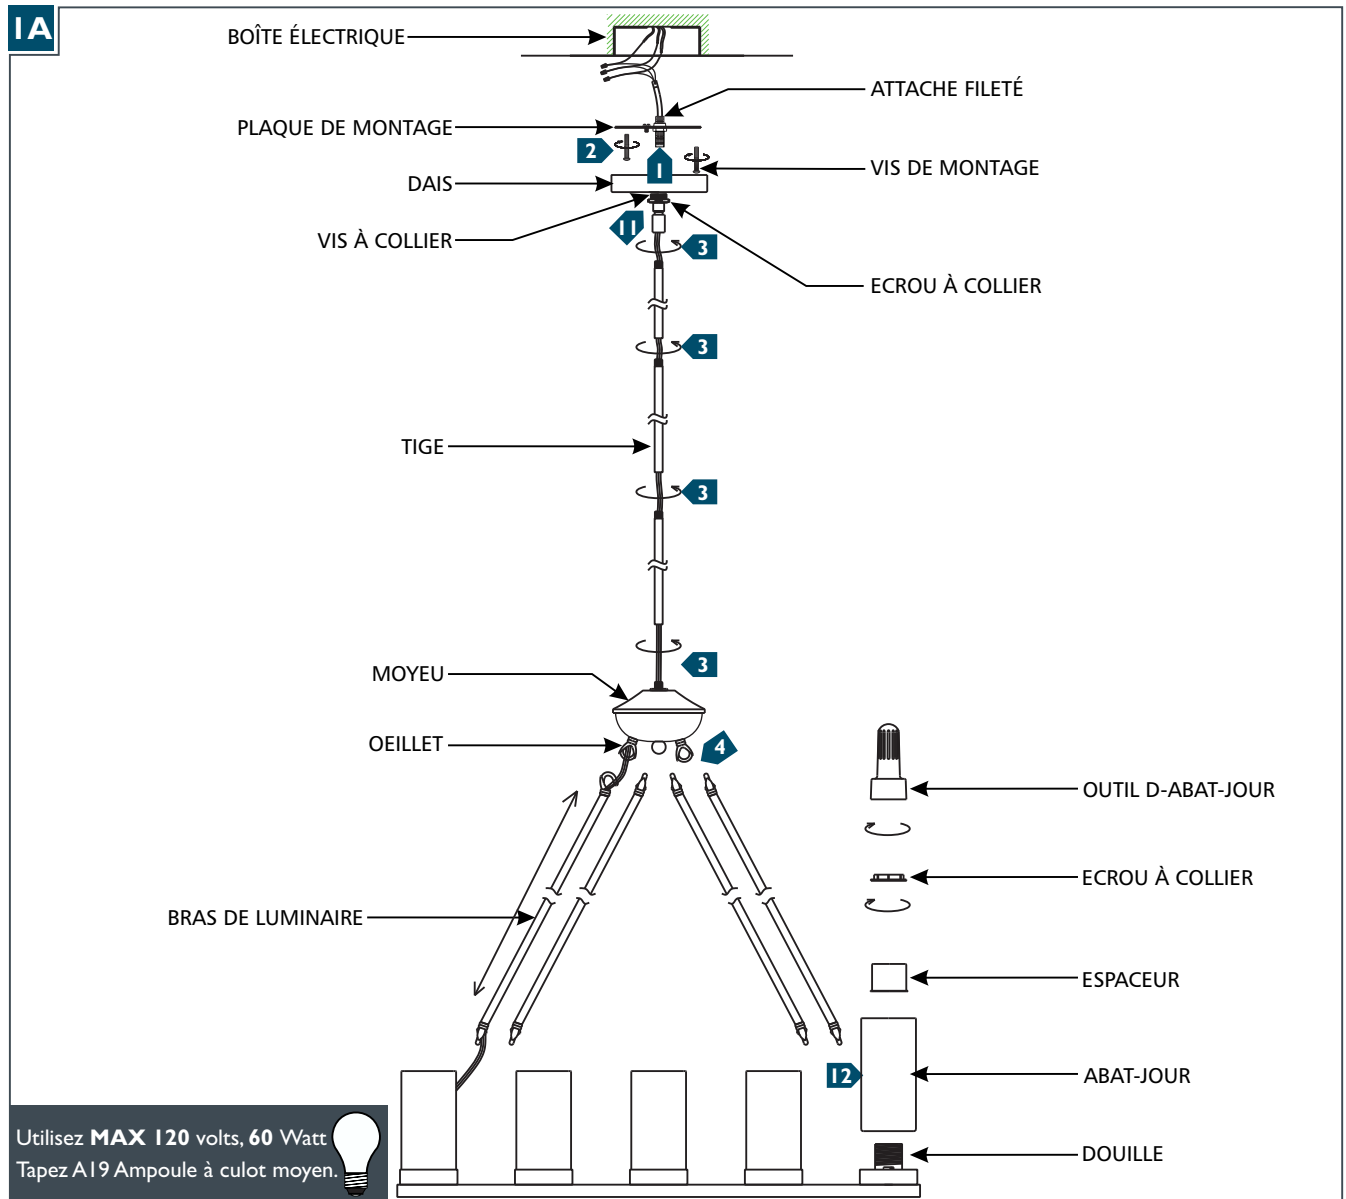 1A
BOÎTE ÉLECTRIQUE
ATTACHE FILETÉ
PLAQUE DE MONTAGE
2
1
VIS DE MONTAGE
DAIS
11
VIS À COLLIER
3
ECROU À COLLIER
3
TIGE
3
3
MOYEU
OEILLET
4
OUTIL D-ABAT-JOUR
ECROU À COLLIER
BRAS DE LUMINAIRE
ESPACEUR
12
ABAT-JOUR
DOUILLE
Utilisez MAX 120 volts, 60 Watt
Tapez A19 Ampoule à culot moyen.